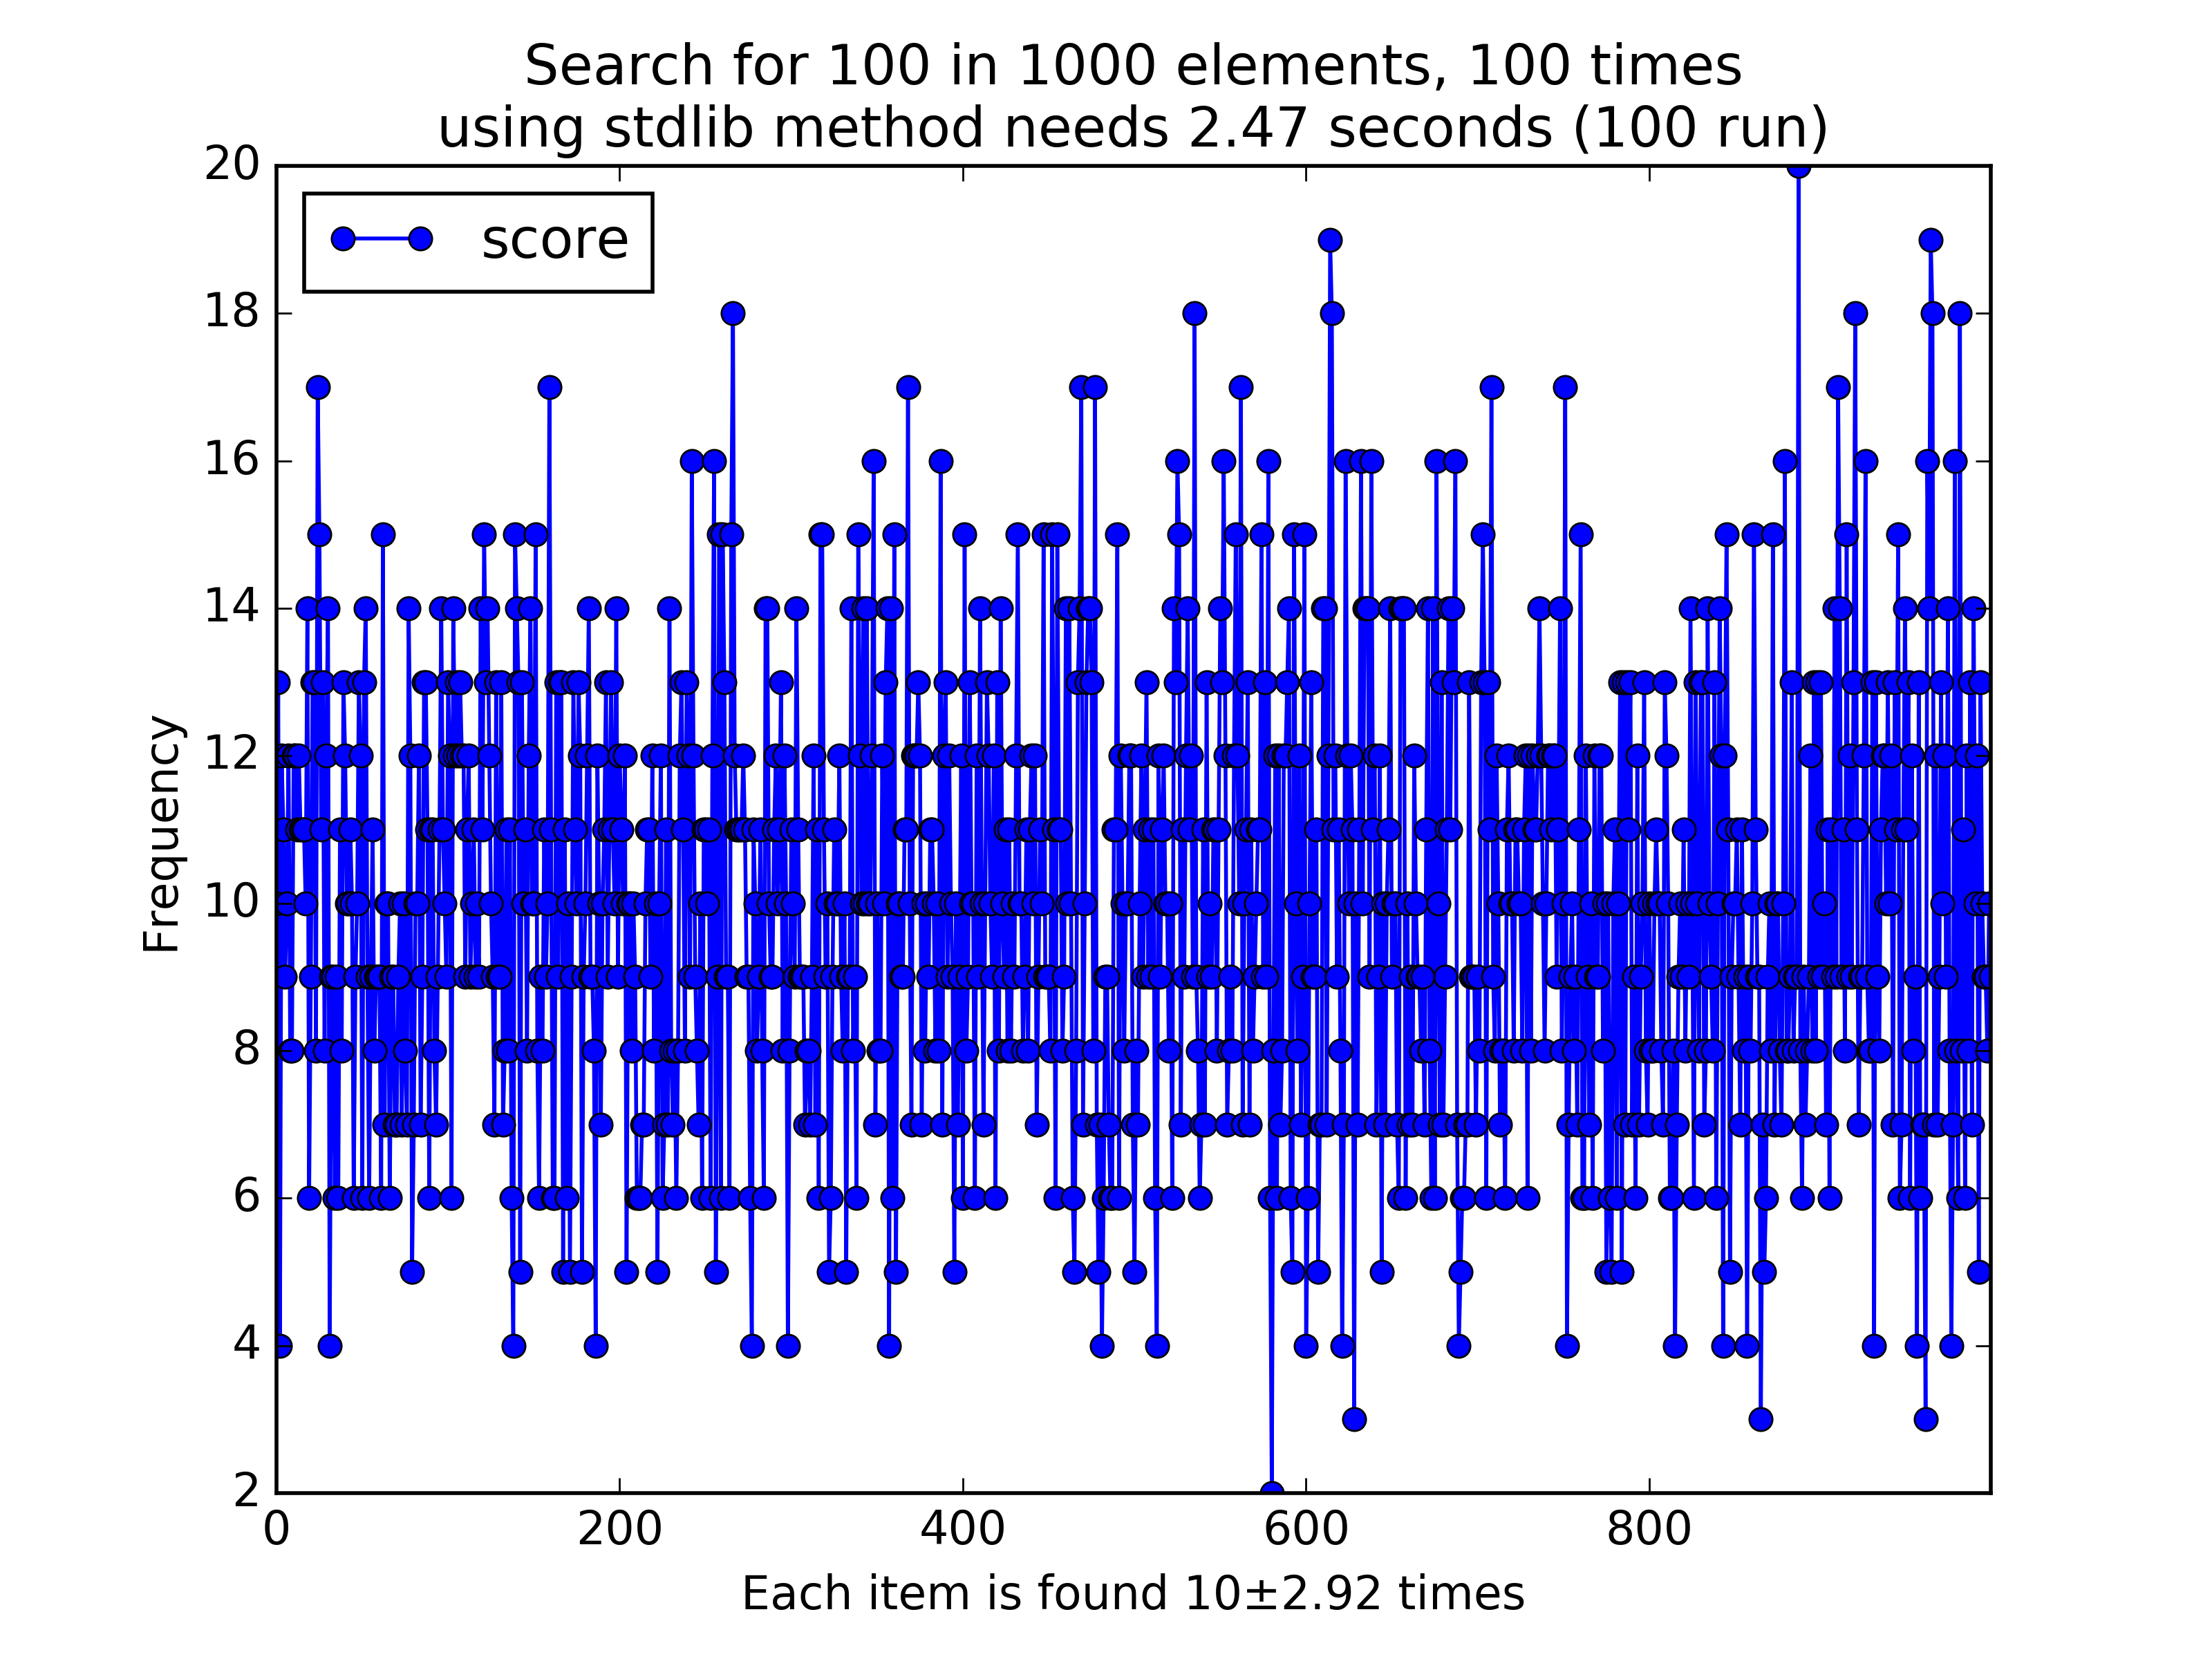 Search for 100 in 1000 elements, 100 times
using stdlib method needs 2.47 seconds (100 run)
score
Frequency
20
18
16
14
12
10
8
6
4
2
0 200 400 600 800
Each item is found 10±2.92 times